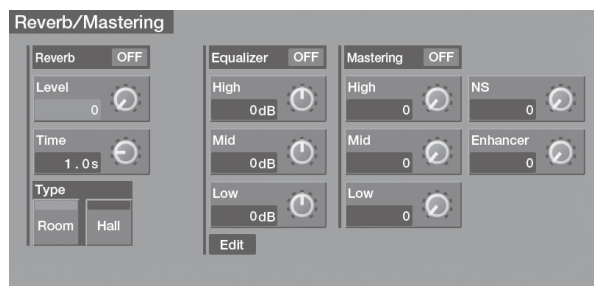 Reverb/Mastering
Reverb OFF
Level
0
Time
1.0s
Type
Room Hall
Equalizer OFF
High
0dB
Mid
0dB
Low
0dB
Edit
Mastering OFF
High
0
Mid
0
Low
0
NS
0
Enhancer
0